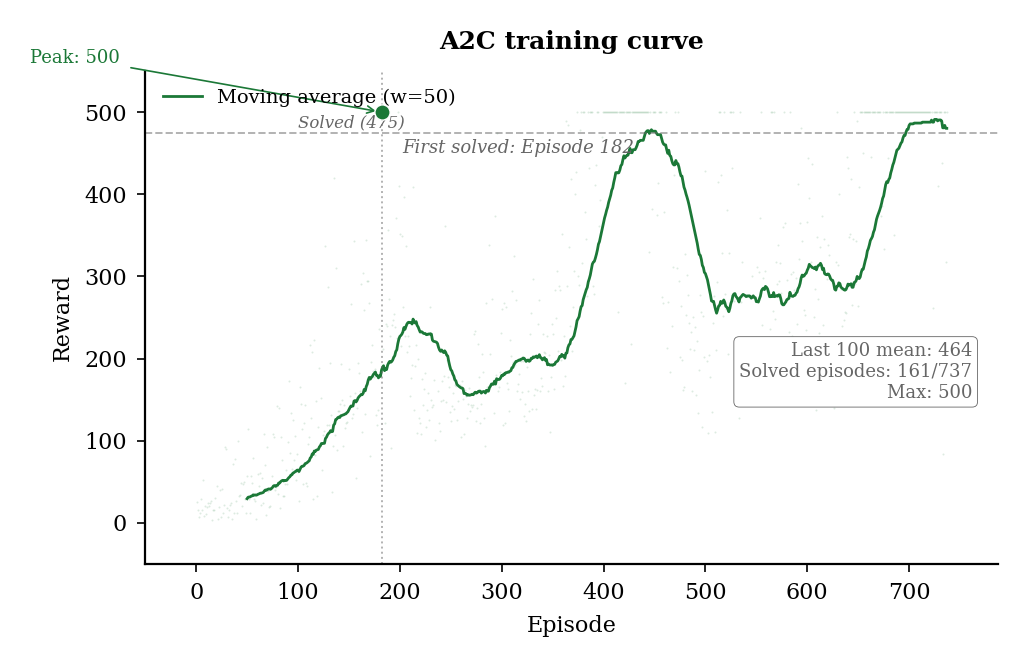 A2C training curve
Peak: 500
Moving average (w=50)
Solved (475)
First solved: Episode 182
Reward
500
400
300
200
100
0
Last 100 mean: 464
Solved episodes: 161/737
Max: 500
0 100 200 300 400 500 600 700
Episode